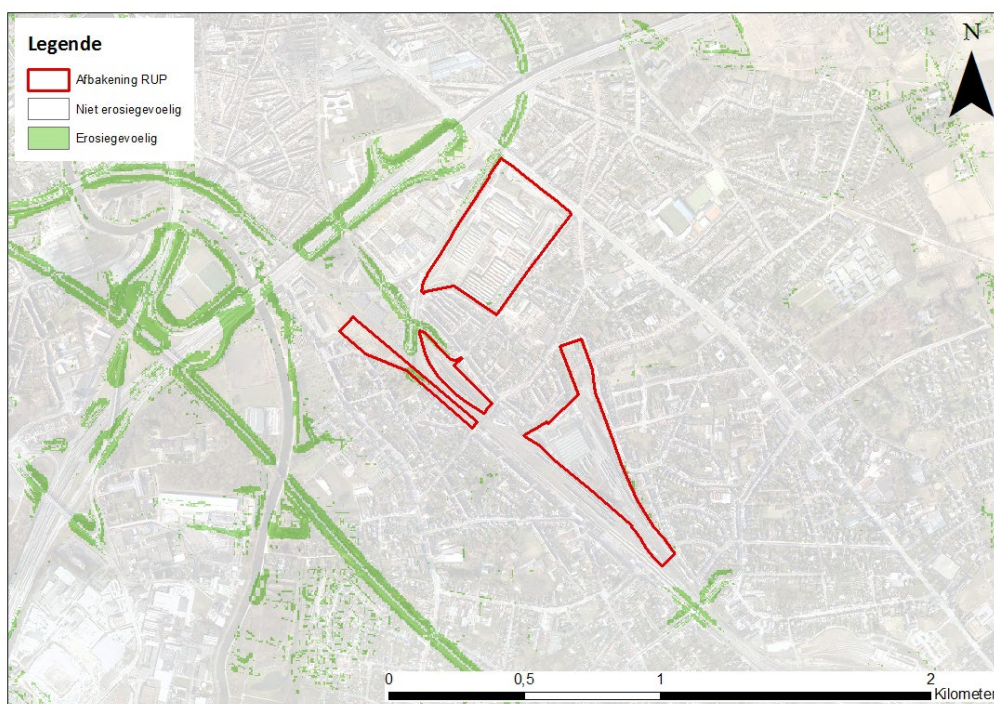 Legende
Afbakening RUP
Niet erosiegevoelig
Erosiegevoelig
N
0 0,5 1 2
Kilometer